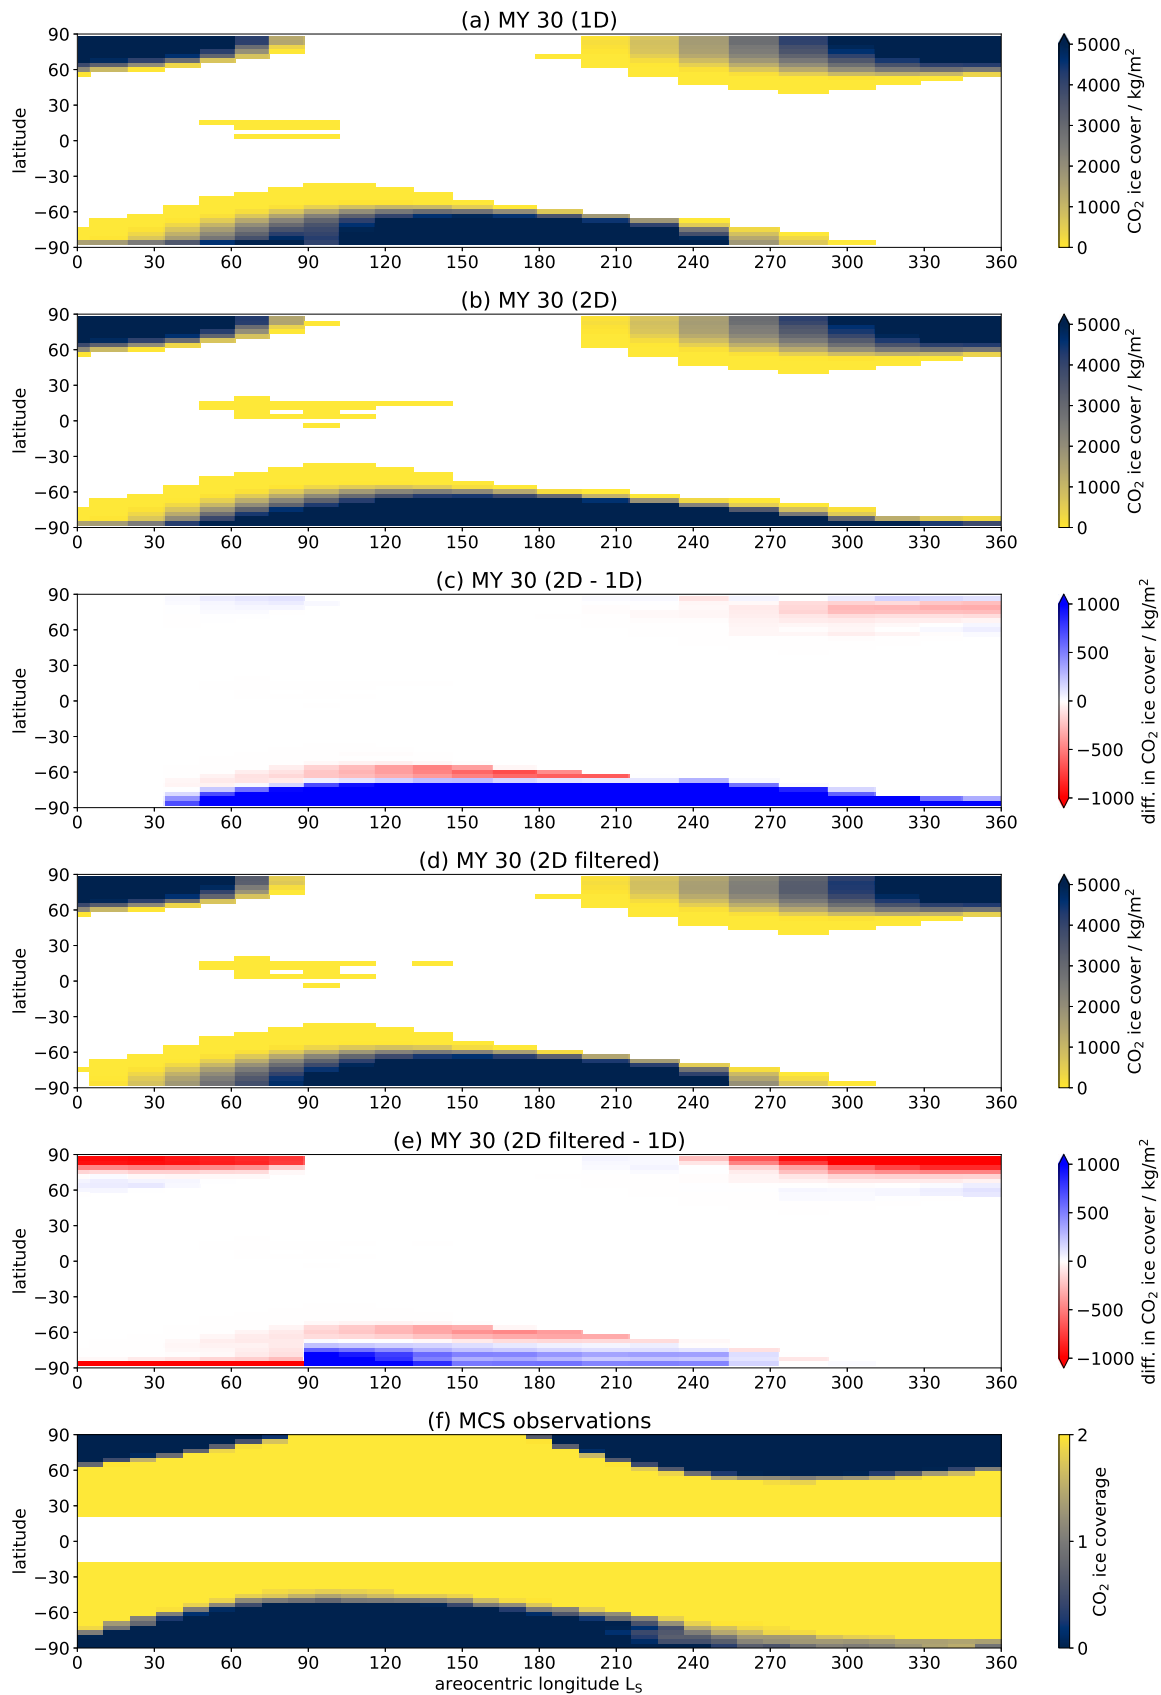 (a) MY 30 (1D)
90
60
30
0
−30
−60
−90
latitude
0 30 60 90 120 150 180 210 240 270 300 330 360
5000
4000
3000
2000
1000
0
CO₂ ice cover / kg/m²
(b) MY 30 (2D)
90
60
30
0
−30
−60
−90
latitude
0 30 60 90 120 150 180 210 240 270 300 330 360
5000
4000
3000
2000
1000
0
CO₂ ice cover / kg/m²
(c) MY 30 (2D - 1D)
90
60
30
0
−30
−60
−90
latitude
0 30 60 90 120 150 180 210 240 270 300 330 360
1000
500
0
−500
−1000
diff. in CO₂ ice cover / kg/m²
(d) MY 30 (2D filtered)
90
60
30
0
−30
−60
−90
latitude
0 30 60 90 120 150 180 210 240 270 300 330 360
5000
4000
3000
2000
1000
0
CO₂ ice cover / kg/m²
(e) MY 30 (2D filtered - 1D)
90
60
30
0
−30
−60
−90
latitude
0 30 60 90 120 150 180 210 240 270 300 330 360
1000
500
0
−500
−1000
diff. in CO₂ ice cover / kg/m²
(f) MCS observations
90
60
30
0
−30
−60
−90
latitude
0 30 60 90 120 150 180 210 240 270 300 330 360
areocentric longitude L_S
2
1
0
CO₂ ice coverage